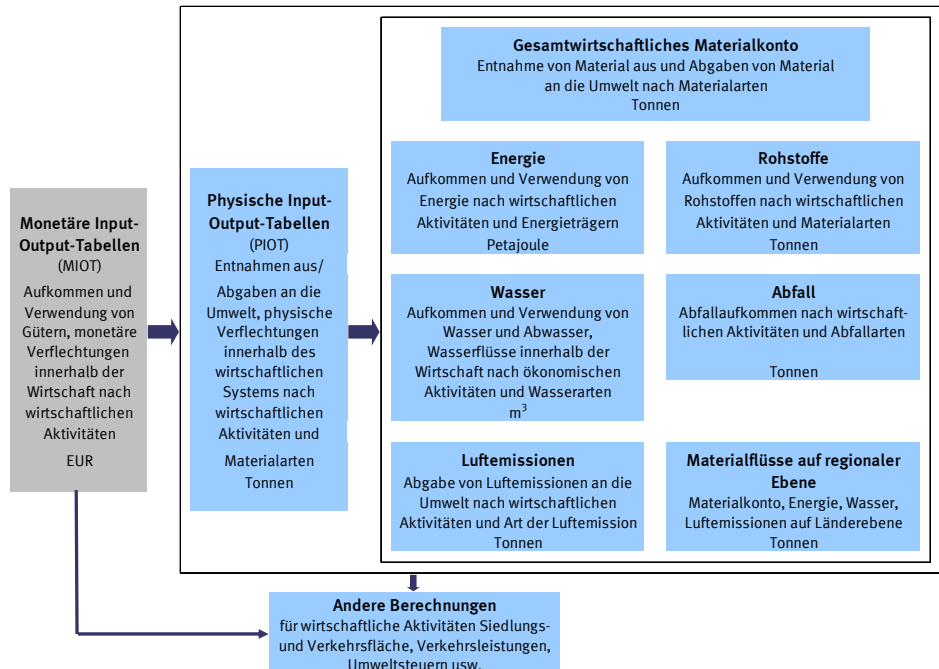 Gesamtwirtschaftliches Materialkonto
Entnahme von Material aus und Abgaben von Material
an die Umwelt nach Materialarten
Tonnen
Energie
Aufkommen und Verwendung von
Energie nach wirtschaftlichen
Aktivitäten und Energieträgern
Petajoule
Rohstoffe
Aufkommen und Verwendung von
Rohstoffen nach wirtschaftlichen
Aktivitäten und Materialarten
Tonnen
Monetäre Input-
Output-Tabellen
(MIOT)
Aufkommen und
Verwendung von
Gütern, monetäre
Verflechtungen
innerhalb der
Wirtschaft nach
wirtschaftlichen
Aktivitäten
EUR
Physische Input-
Output-Tabellen
(PIOT)
Entnahmen aus/
Abgaben an die
Umwelt, physische
Verflechtungen
innerhalb des
wirtschaftlichen
Systems nach
wirtschaftlichen
Aktivitäten und
Materialarten
Tonnen
Wasser
Aufkommen und Verwendung von
Wasser und Abwasser,
Wasserflüsse innerhalb der
Wirtschaft nach ökonomischen
Aktivitäten und Wasserarten
m³
Abfall
Abfallaufkommen nach wirtschaft-
lichen Aktivitäten und Abfallarten
Tonnen
Luftemissionen
Abgabe von Luftemissionen an die
Umwelt nach wirtschaftlichen
Aktivitäten und Art der Luftemission
Tonnen
Materialflüsse auf regionaler
Ebene
Materialkonto, Energie, Wasser,
Luftemissionen auf Länderebene
Tonnen
Andere Berechnungen
für wirtschaftliche Aktivitäten Siedlungs-
und Verkehrsfläche, Verkehrsleistungen,
Umweltsteuern usw.